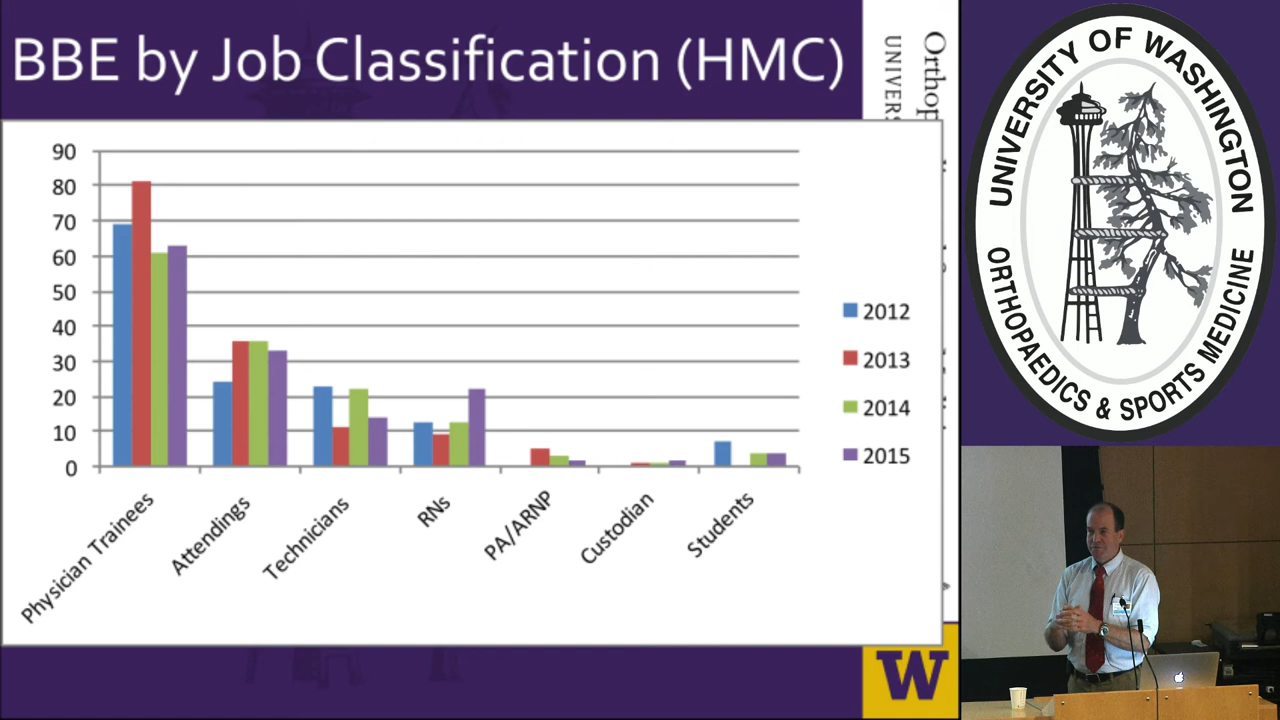 BBE by Job Classification (HMC)
Orthop
UNIVERS
90
80
70
60
50
40
30
20
10
0
Physician Trainees
Attendings
Technicians
RNs
PA/ARNP
Custodian
Students
2012
2013
2014
2015
W
UNIVERSITY OF WASHINGTON
ORTHOPAEDICS & SPORTS MEDICINE